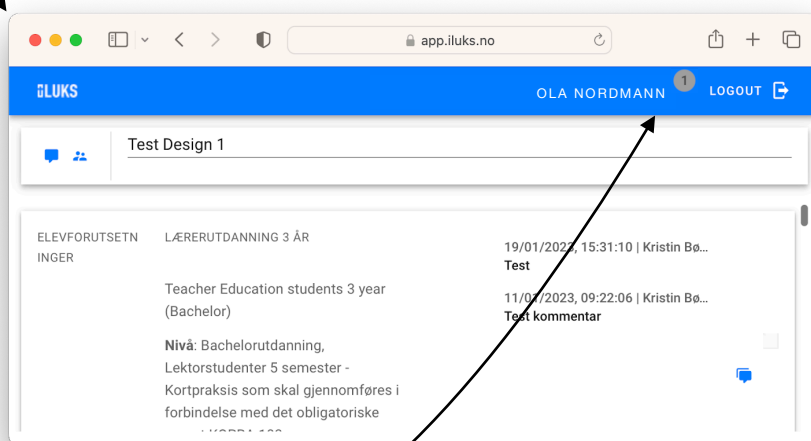 app.iluks.no
iLUKS
OLA NORDMANN 1 LOGOUT
Test Design 1
ELEVFORUTSETN
INGER
LÆRERUTDANNING 3 ÅR
Teacher Education students 3 year
(Bachelor)
Nivå: Bachelorutdanning,
Lektorstudenter 5 semester -
Kortpraksis som skal gjennomføres i
forbindelse med det obligatoriske
19/01/2023, 15:31:10 | Kristin Bø...
Test
11/01/2023, 09:22:06 | Kristin Bø...
Test kommentar